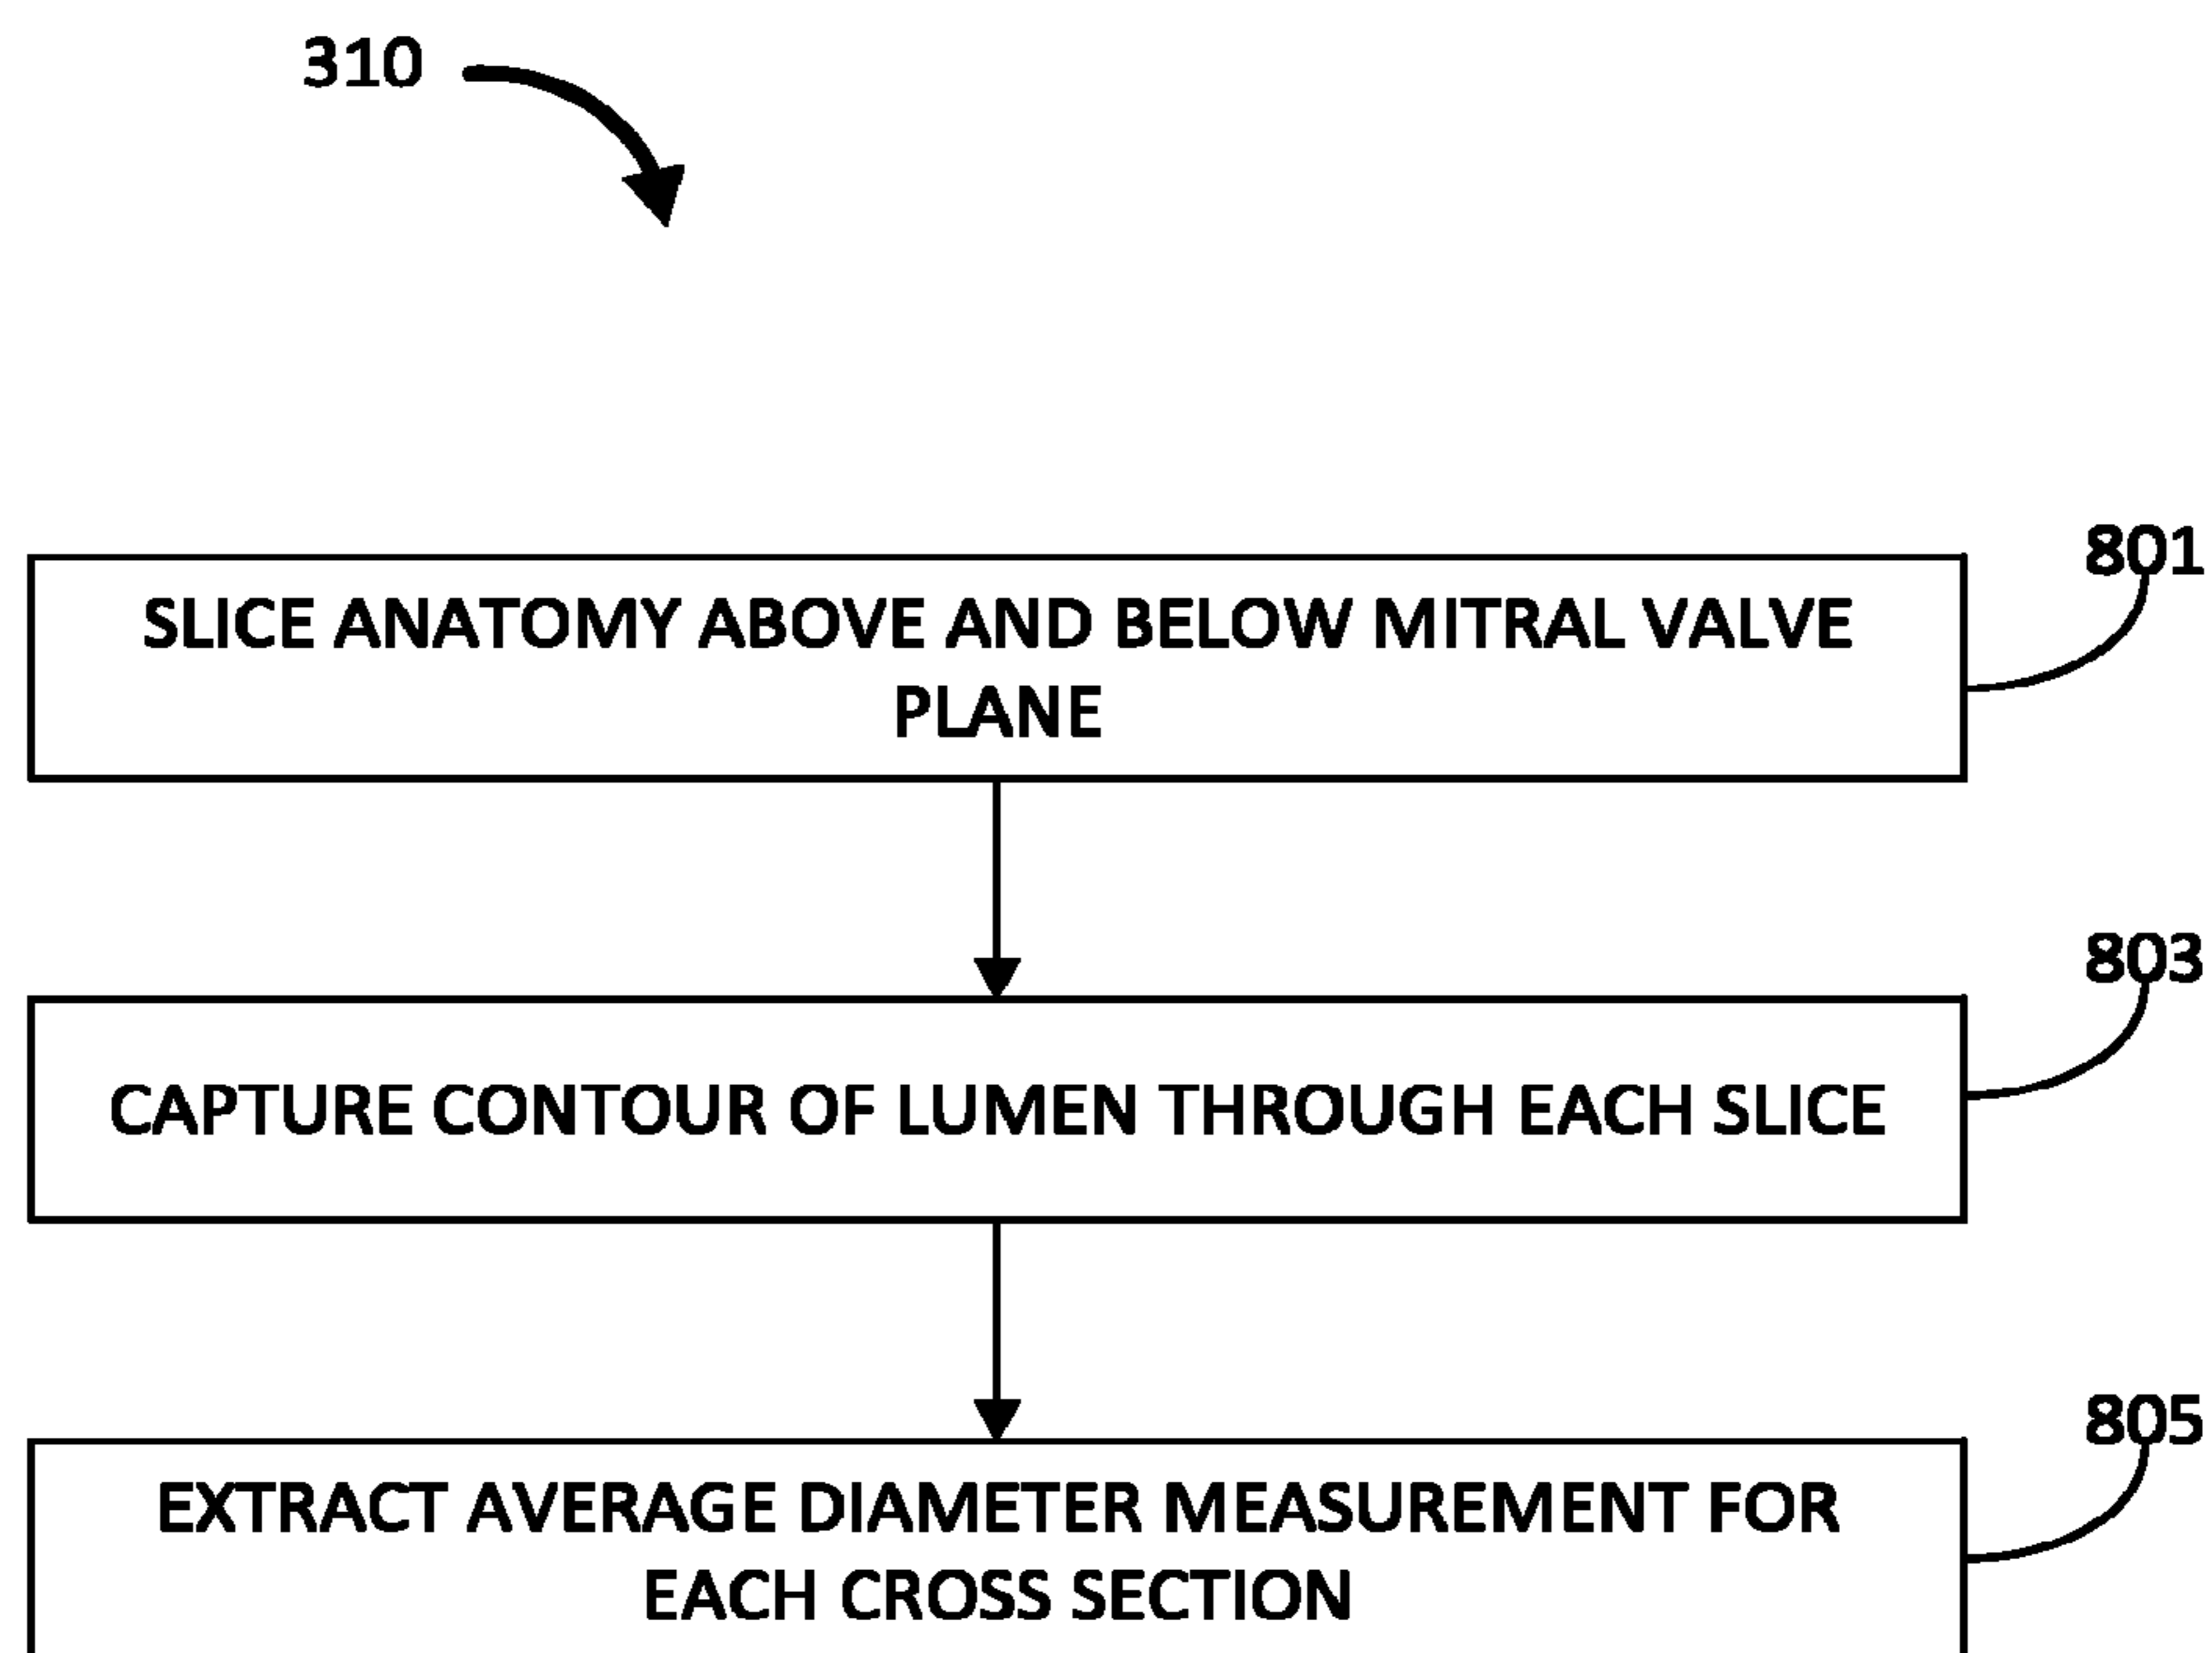 310
801
SLICE ANATOMY ABOVE AND BELOW MITRAL VALVE
PLANE
803
CAPTURE CONTOUR OF LUMEN THROUGH EACH SLICE
805
EXTRACT AVERAGE DIAMETER MEASUREMENT FOR
EACH CROSS SECTION